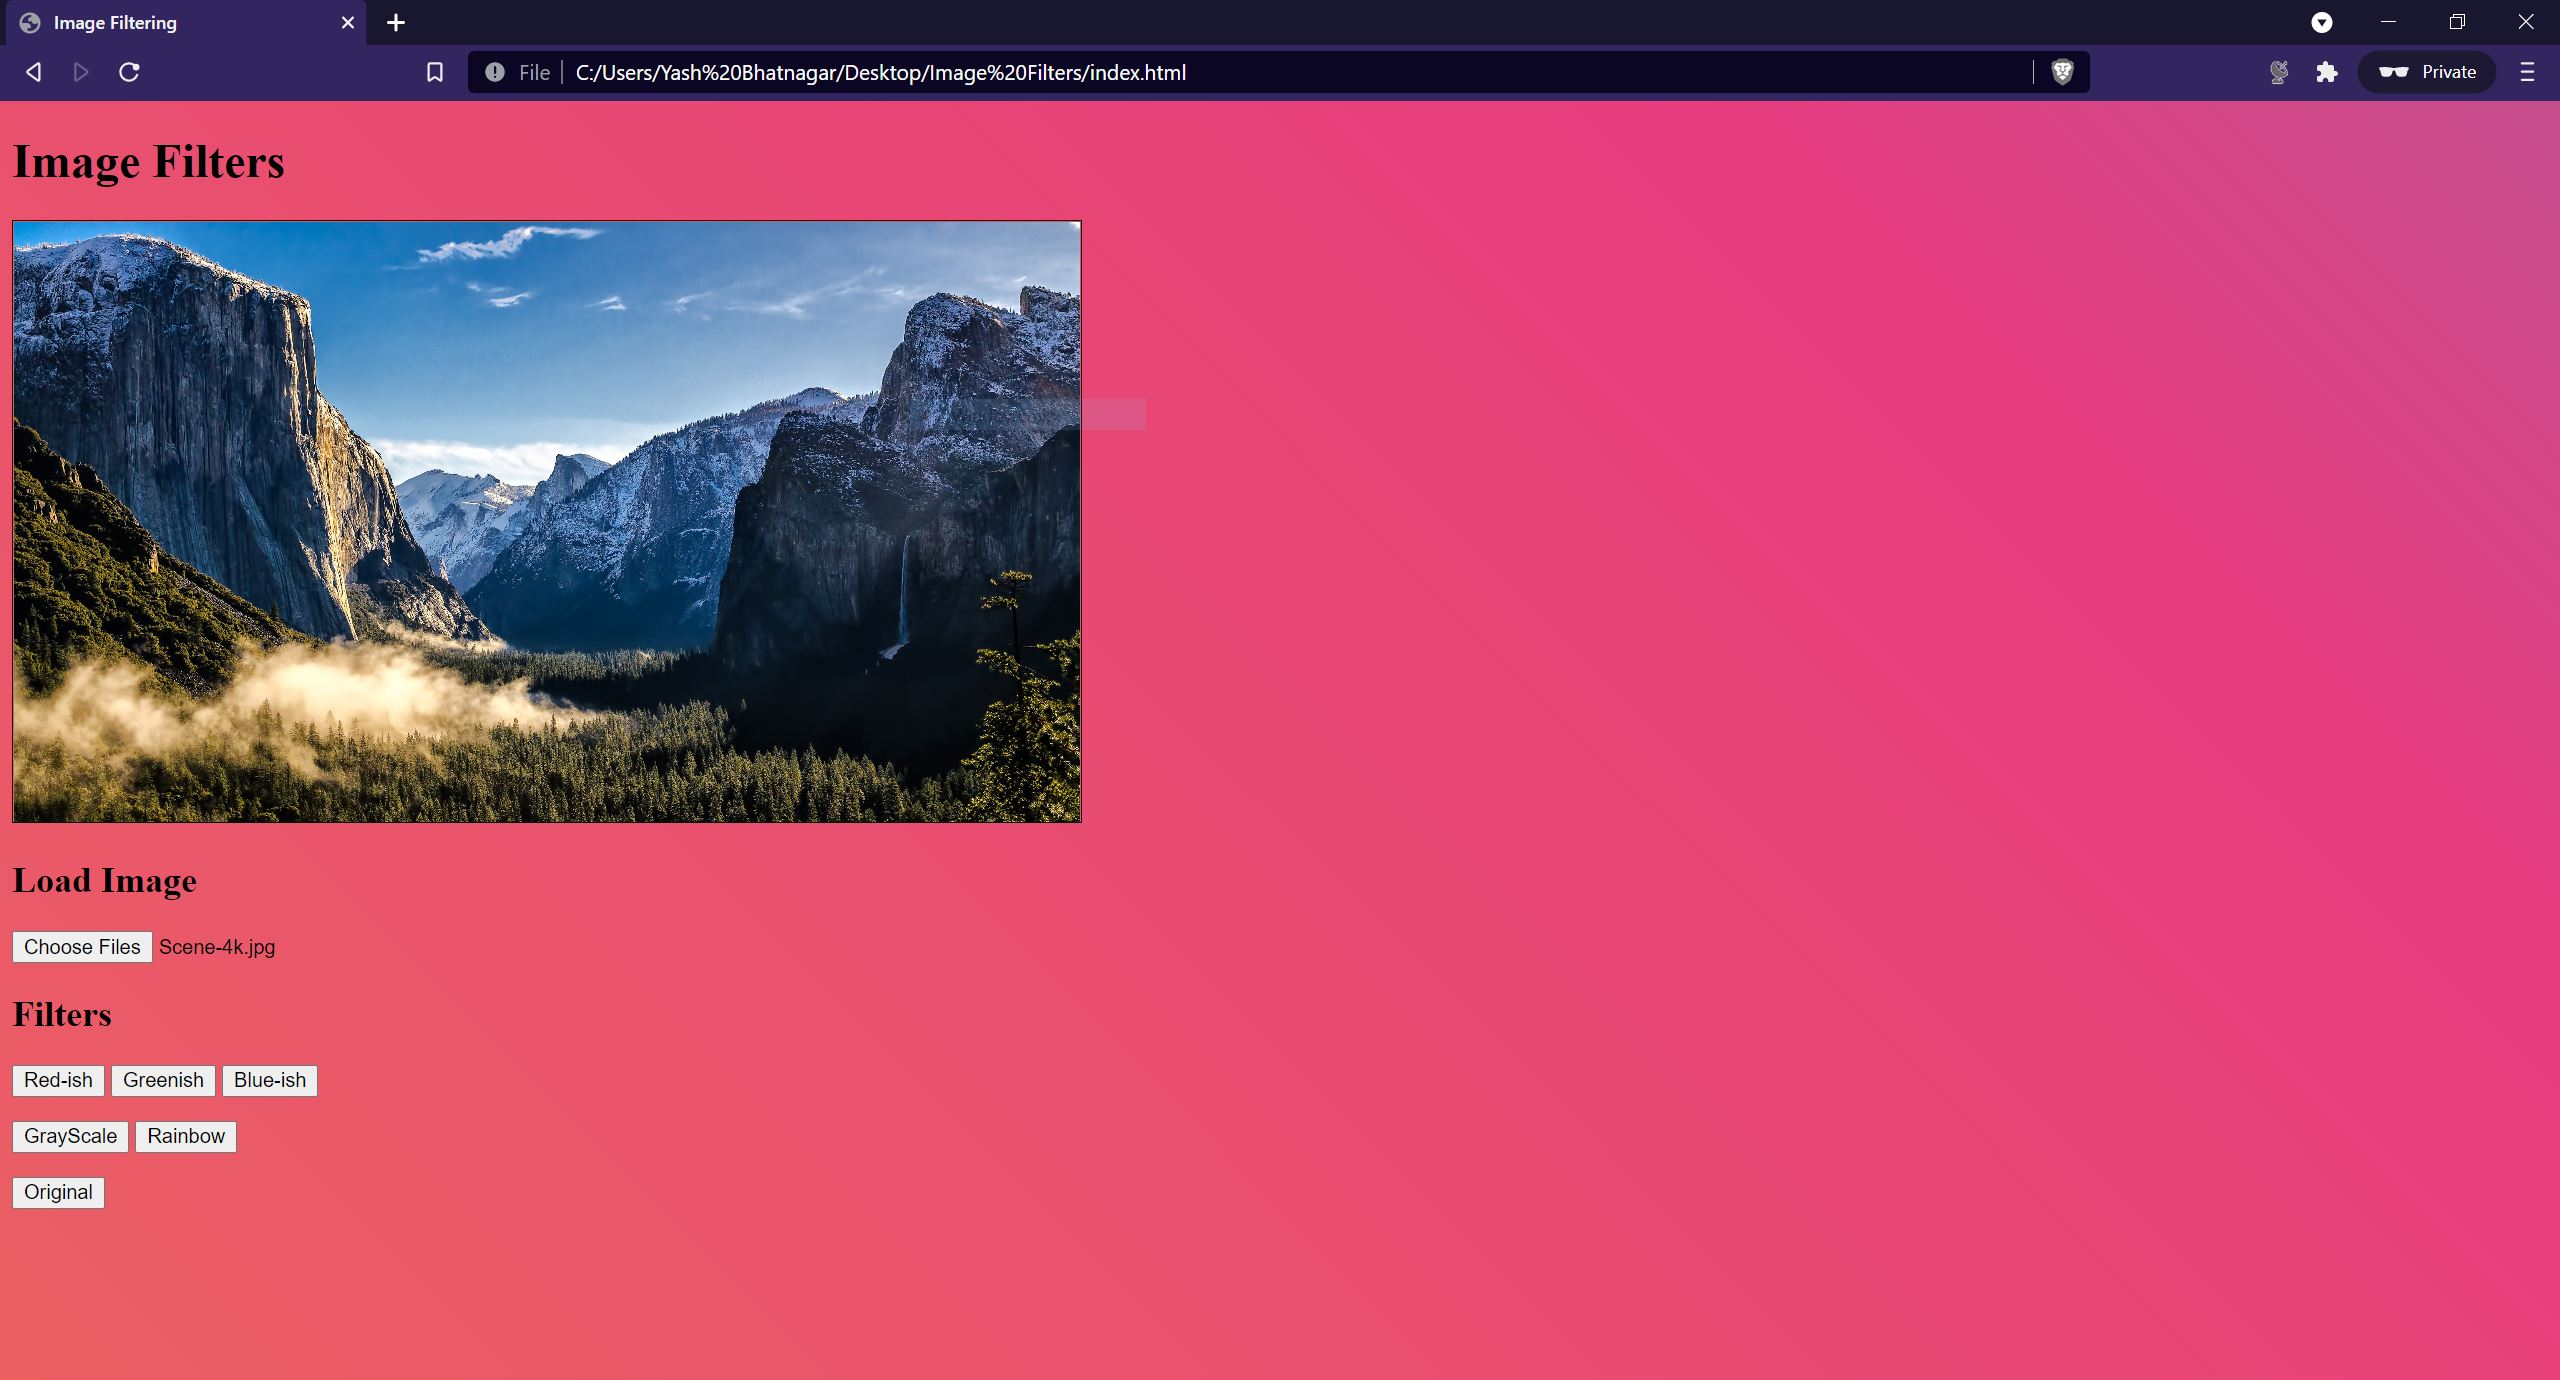 Image Filtering
File C:/Users/Yash%20Bhatnagar/Desktop/Image%20Filters/index.html Private
Image Filters
Load Image
Choose Files Scene-4k.jpg
Filters
Red-ish Greenish Blue-ish
GrayScale Rainbow
Original